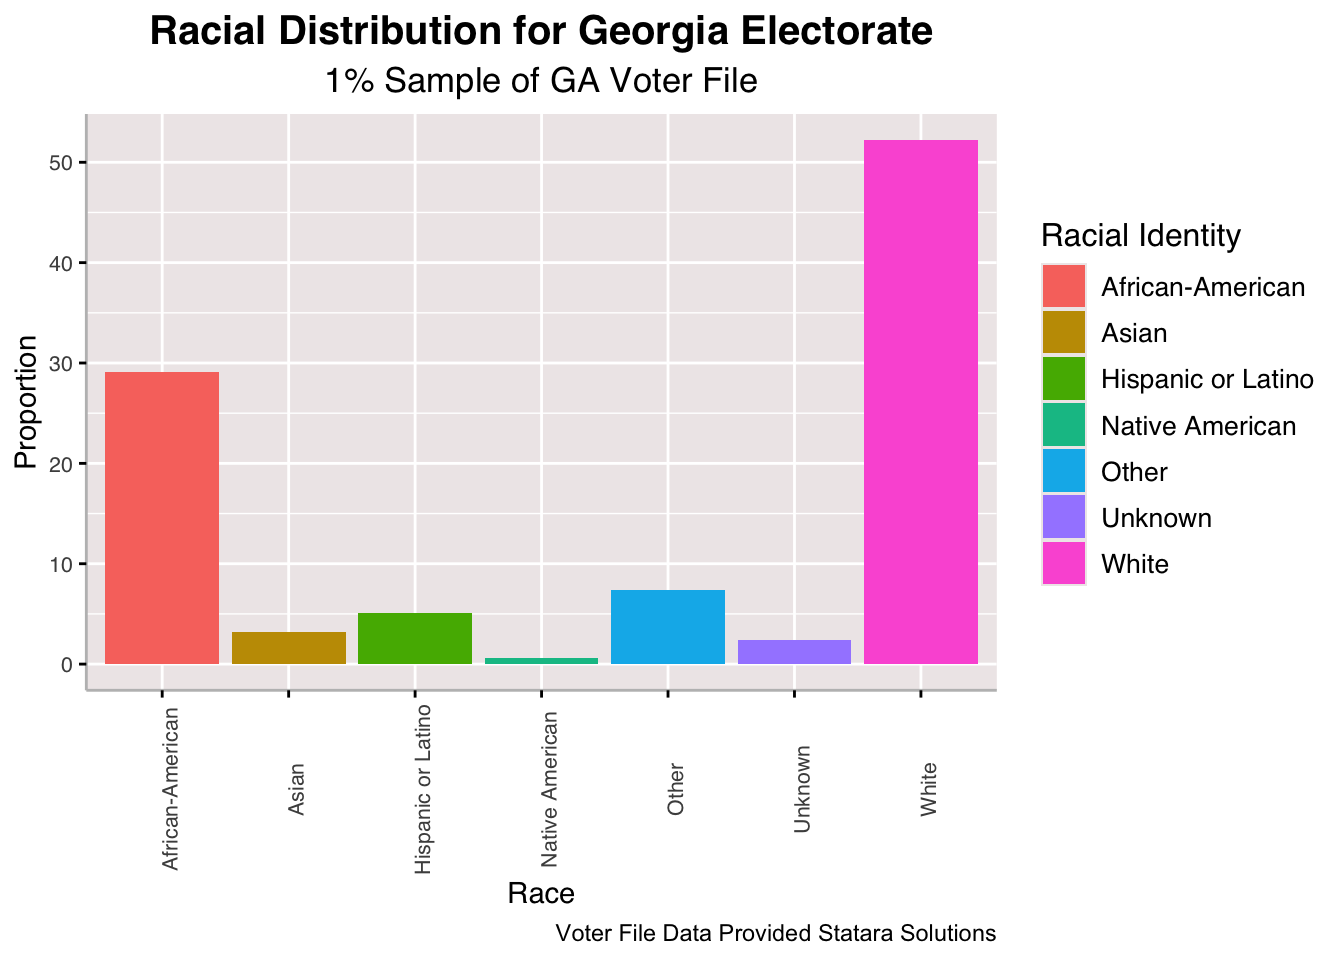 Racial Distribution for Georgia Electorate
1% Sample of GA Voter File
Proportion
50
40
30
20
10
0
African-American
Asian
Hispanic or Latino
Native American
Other
Unknown
White
Race
Racial Identity
African-American
Asian
Hispanic or Latino
Native American
Other
Unknown
White
Voter File Data Provided Statara Solutions